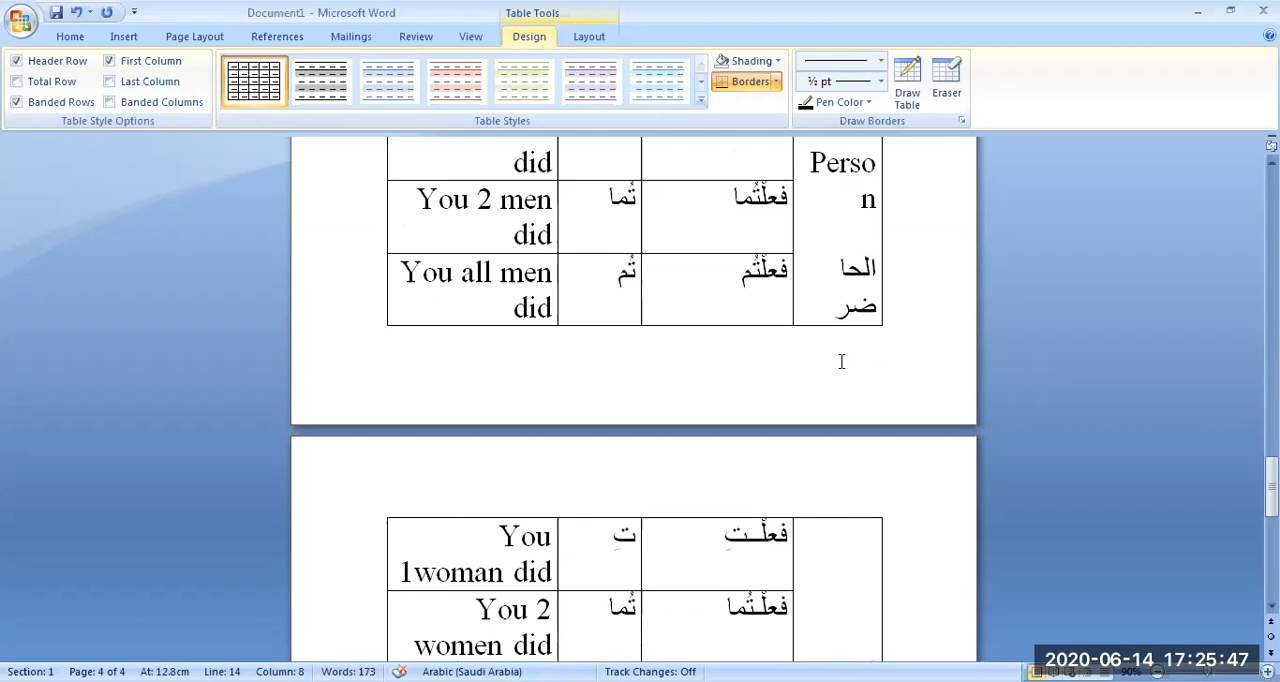 Document1 - Microsoft Word
Table Tools
Home Insert Page Layout References Mailings Review View Design Layout
Header Row First Column
Total Row Last Column
Banded Rows Banded Columns
Table Style Options
Table Styles
Shading
Borders
½ pt
Pen Color
Draw Table
Eraser
Draw Borders
did
Perso
n
الحا
ضر
You 2 men
did
تُما
فعلْتُما
You all men
did
تُم
فعلْتُم
You
1woman did
تِ
فعلْــتِ
You 2
women did
تُما
فعلْـتُما
2020-06-14 17:25:47
Section: 1 Page: 4 of 4 At: 12.8cm Line: 14 Column: 8 Words: 173 Arabic (Saudi Arabia) Track Changes: Off 90%